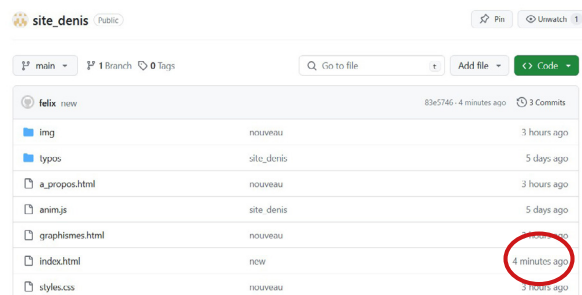 site_denis Public Pin Unwatch 1
main 1 Branch 0 Tags Go to file t Add file Code
felix new 83e5746 · 4 minutes ago 3 Commits
img nouveau 3 hours ago
typos site_denis 5 days ago
a_propos.html nouveau 3 hours ago
anim.js site_denis 5 days ago
graphismes.html nouveau 3 hours ago
index.html new 4 minutes ago
styles.css nouveau 3 hours ago